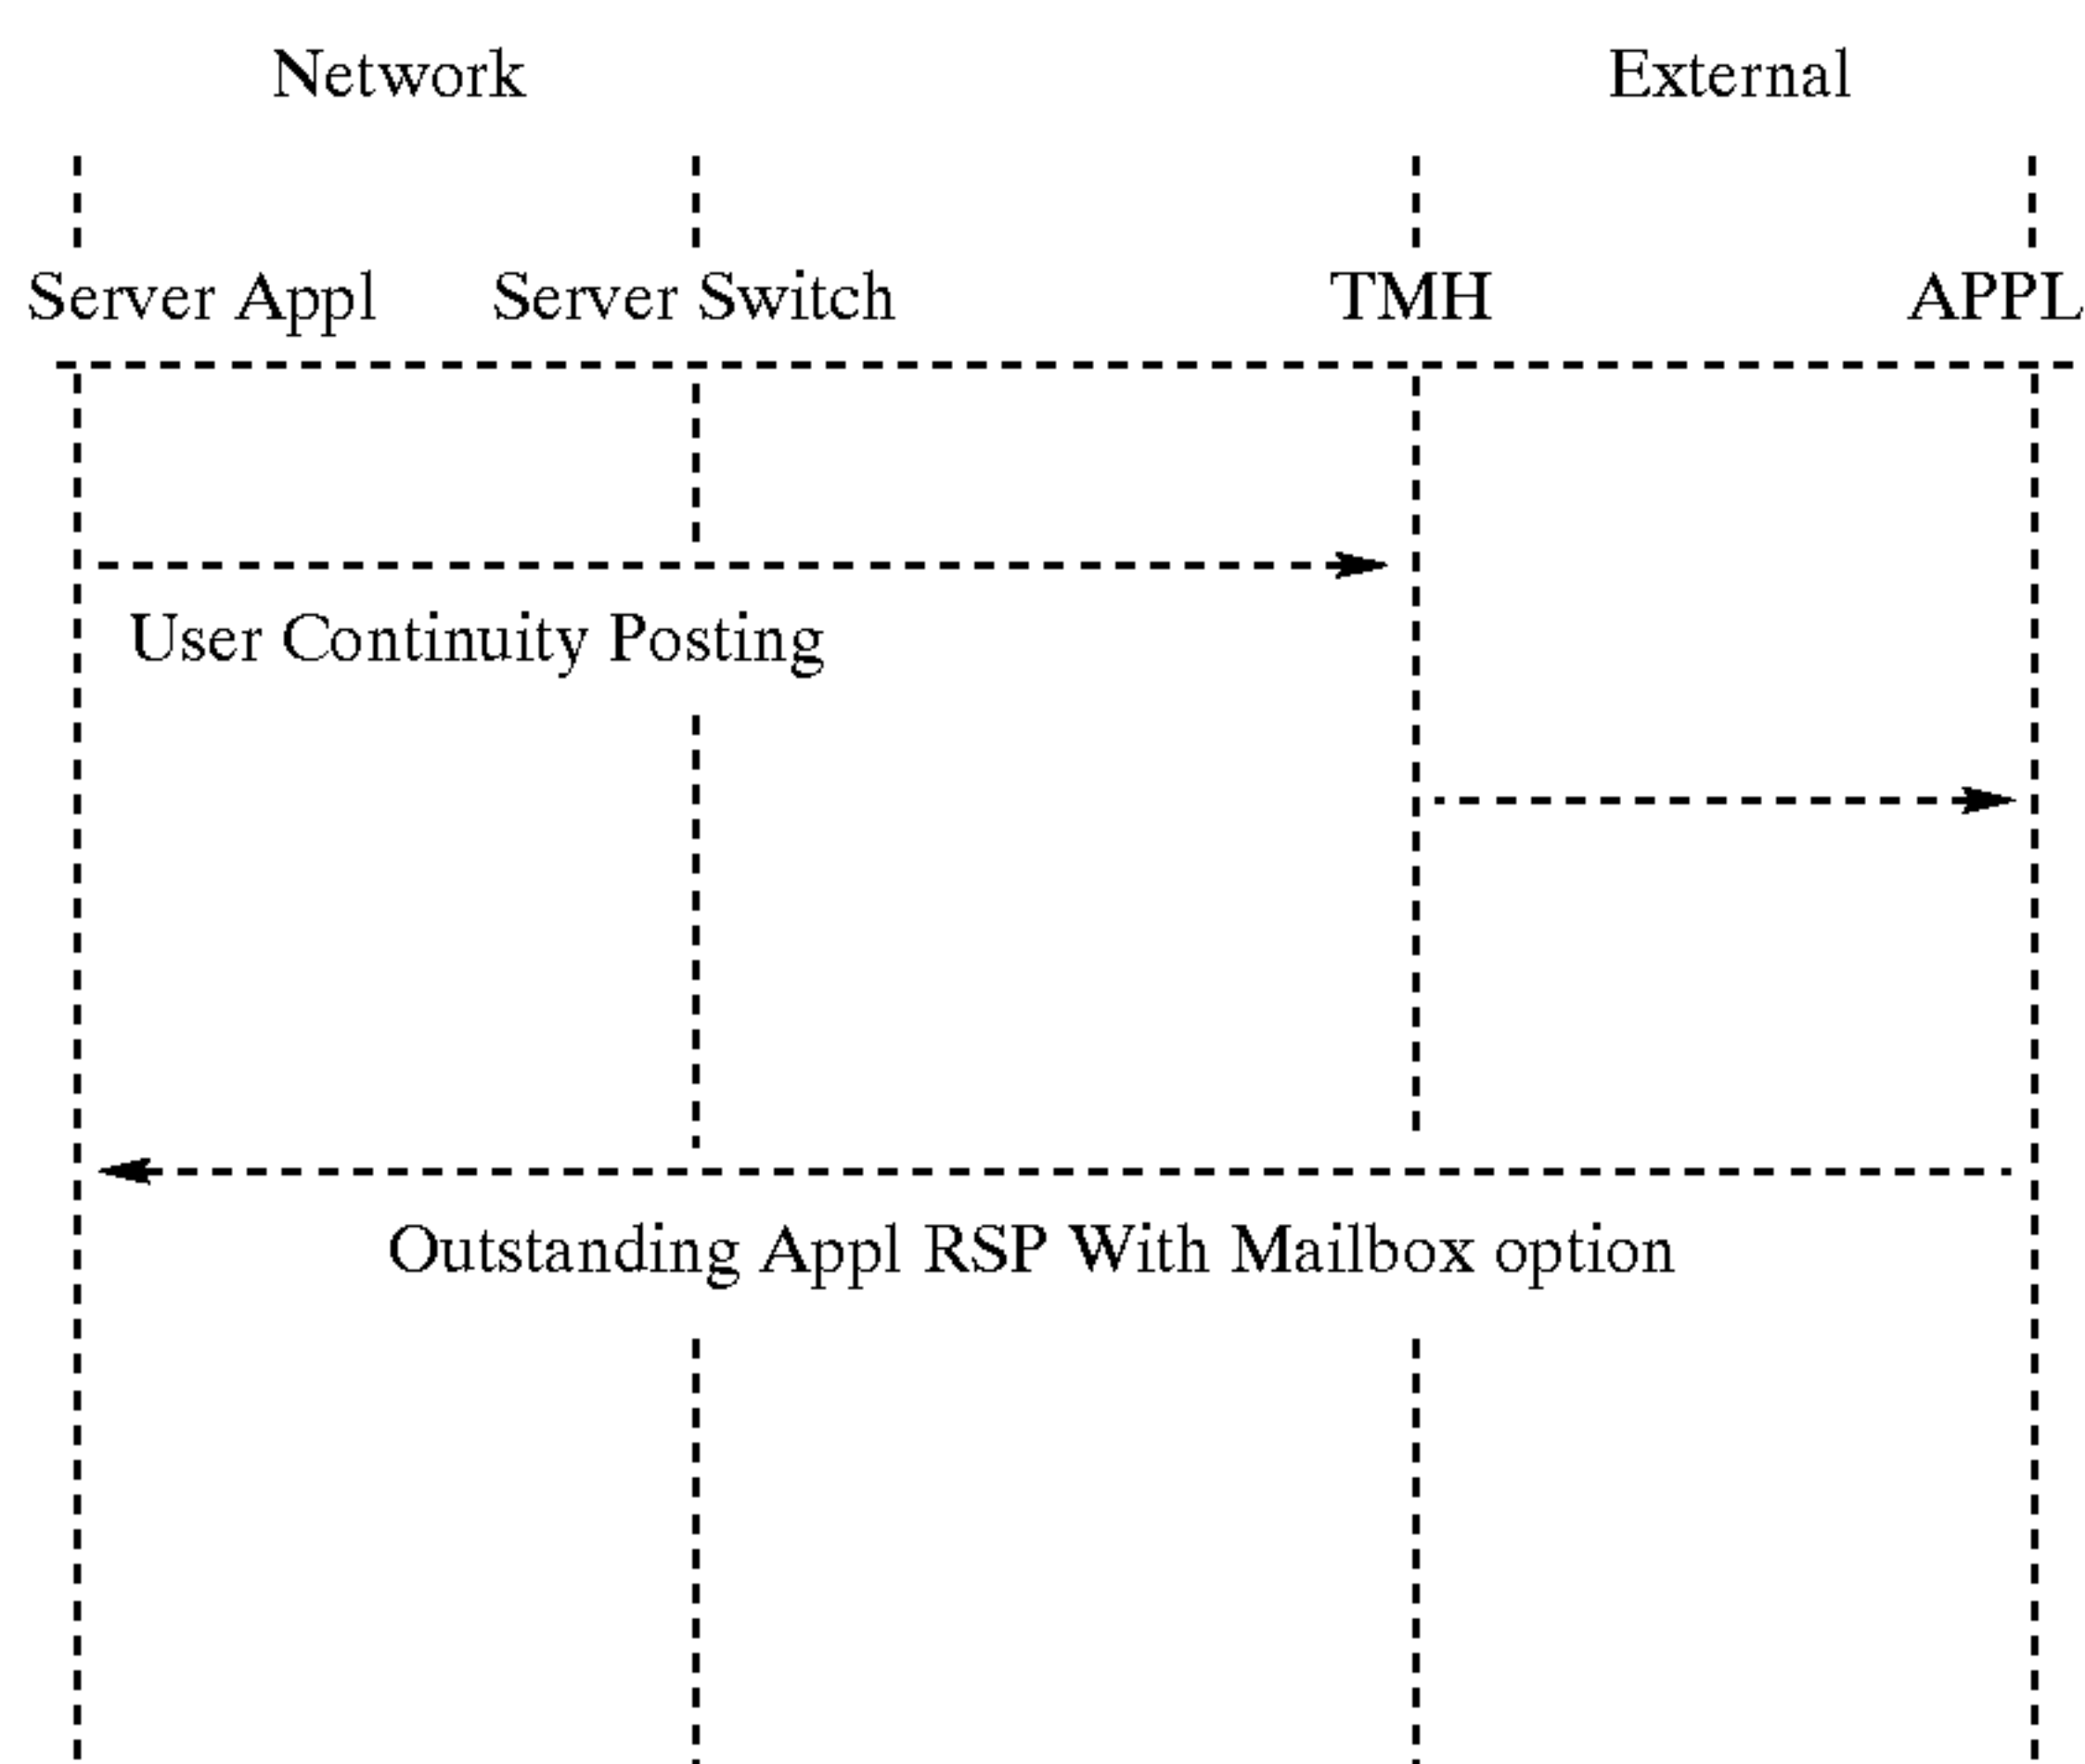 Network External
Server Appl Server Switch TMH APPL
User Continuity Posting
Outstanding Appl RSP With Mailbox option